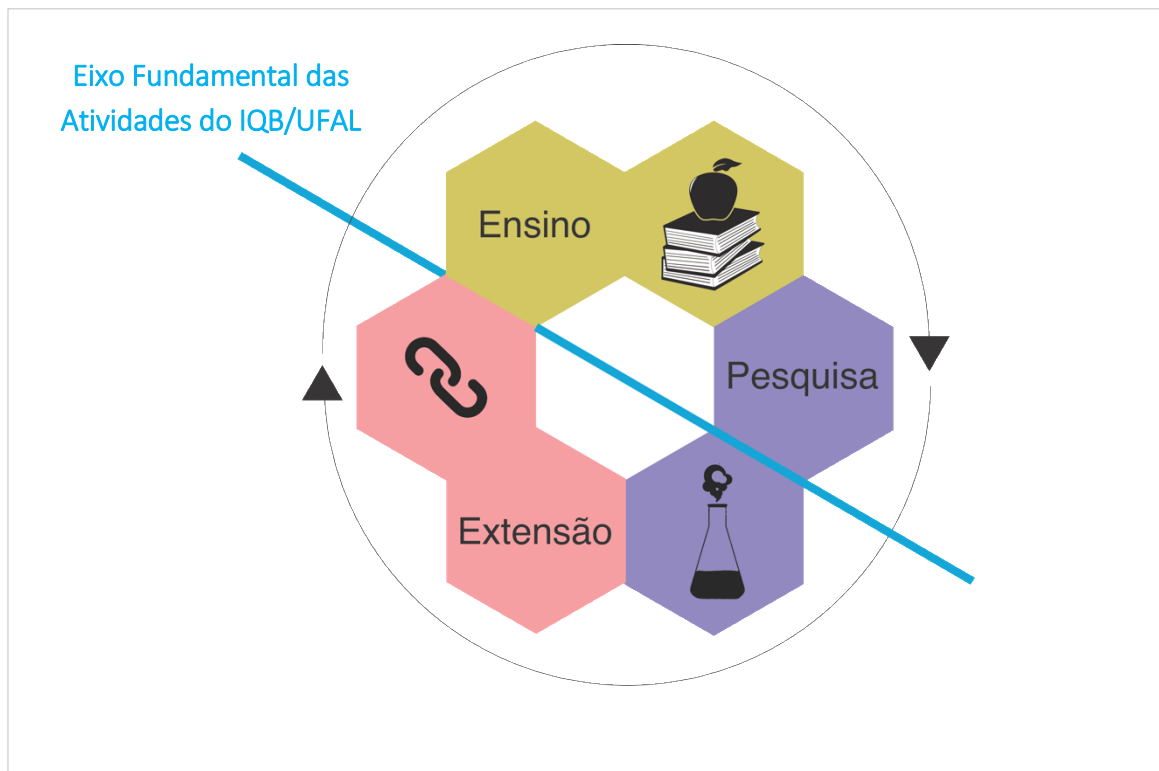 Eixo Fundamental das
Atividades do IQB/UFAL
Ensino
Pesquisa
Extensão